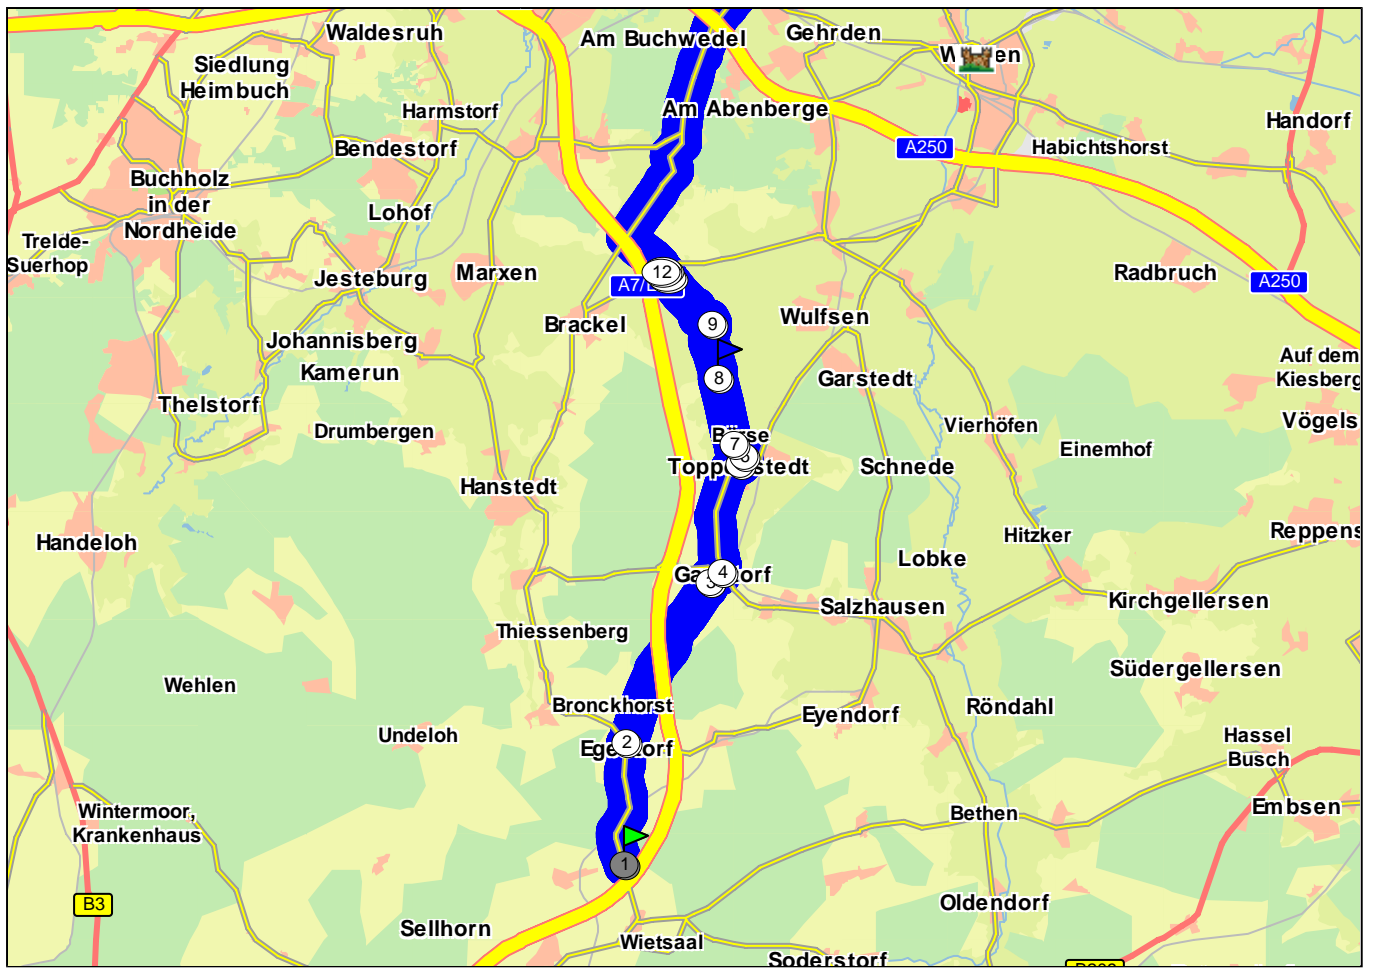 Waldesruh
Am Buchwedel
Gehrden
Siedlung
Heimbuch
Harmstorf
Am Abenberge
Handorf
Bendestorf
A250
Habichtshorst
Buchholz
in der
Nordheide
Lohof
Trelde-
Suerhop
Jesteburg
Marxen
12
Radbruch
A250
Brackel
9
Wulfsen
Johannisberg
Kamerun
8
Garstedt
Auf dem
Kiesberg
Thelstorf
Drumbergen
7
Vierhöfen
Einemhof
Vögels
Schnede
Hanstedt
Handeloh
Hitzker
Reppens
Lobke
4
3
Salzhausen
Kirchgellersen
Thiessenberg
Südergellersen
Wehlen
Bronckhorst
Eyendorf
Röndahl
Undeloh
2
Hassel
Busch
Wintermoor,
Krankenhaus
Bethen
Embsen
1
B3
Sellhorn
Oldendorf
Wietsaal
Soderstorf